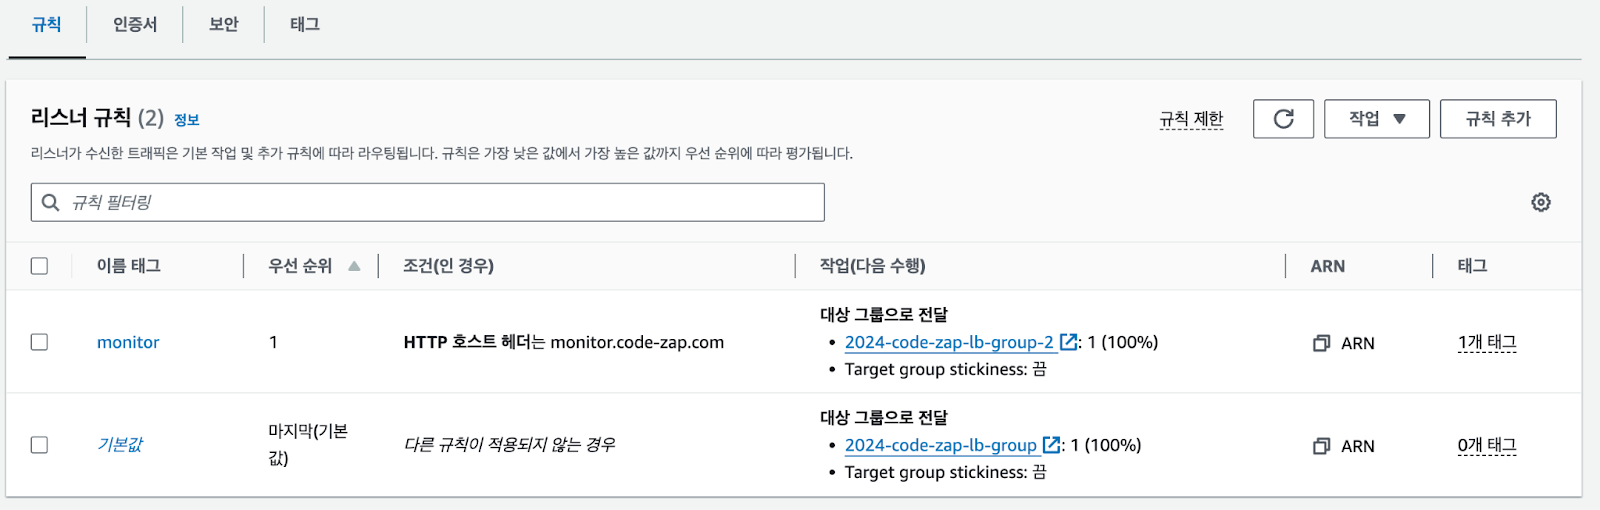 규칙 인증서 보안 태그
리스너 규칙 (2) 정보
규칙 제한 작업 규칙 추가
리스너가 수신한 트래픽은 기본 작업 및 추가 규칙에 따라 라우팅됩니다. 규칙은 가장 낮은 값에서 가장 높은 값까지 우선 순위에 따라 평가됩니다.
규칙 필터링
이름 태그 우선 순위 조건(인 경우) 작업(다음 수행) ARN 태그
대상 그룹으로 전달
monitor 1 HTTP 호스트 헤더는 monitor.code-zap.com • 2024-code-zap-lb-group-2 : 1 (100%) ARN 1개 태그
• Target group stickiness: 끔
대상 그룹으로 전달
기본값 마지막(기본값) 다른 규칙이 적용되지 않는 경우 • 2024-code-zap-lb-group : 1 (100%) ARN 0개 태그
• Target group stickiness: 끔